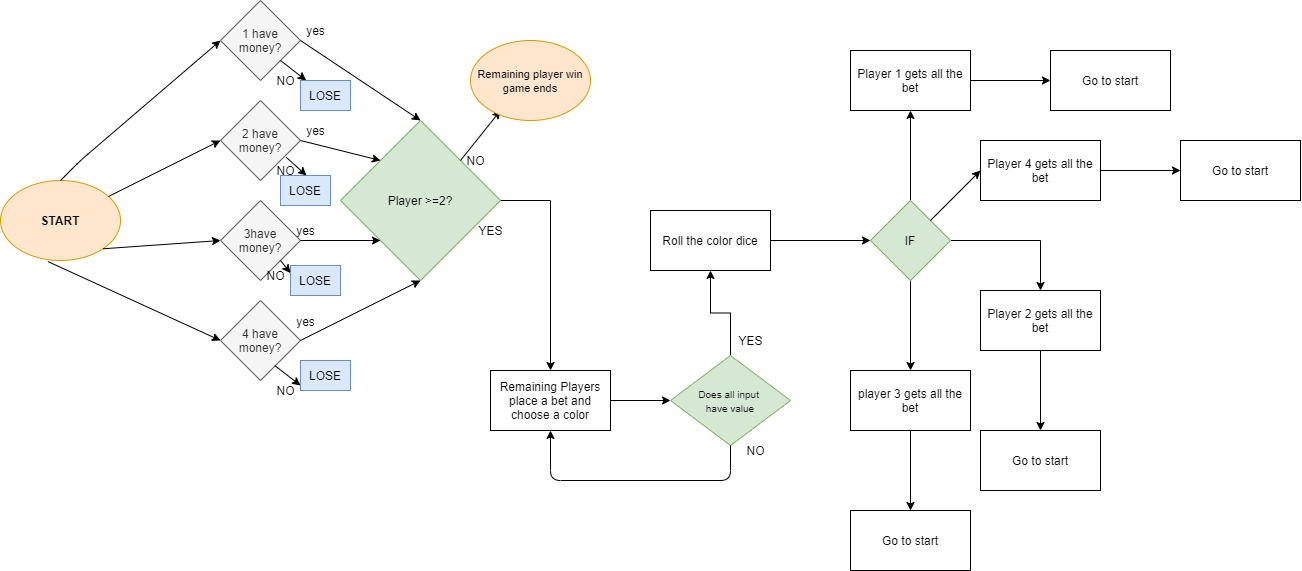 START
1 have
money?
yes
NO
LOSE
2 have
money?
yes
NO
LOSE
3have
money?
yes
NO
LOSE
4 have
money?
yes
NO
LOSE
Player >=2?
NO
Remaining player win
game ends
YES
Remaining Players
place a bet and
choose a color
Does all input
have value
NO
YES
Roll the color dice
IF
Player 1 gets all the
bet
Go to start
Player 4 gets all the
bet
Go to start
Player 2 gets all the
bet
Go to start
player 3 gets all the
bet
Go to start